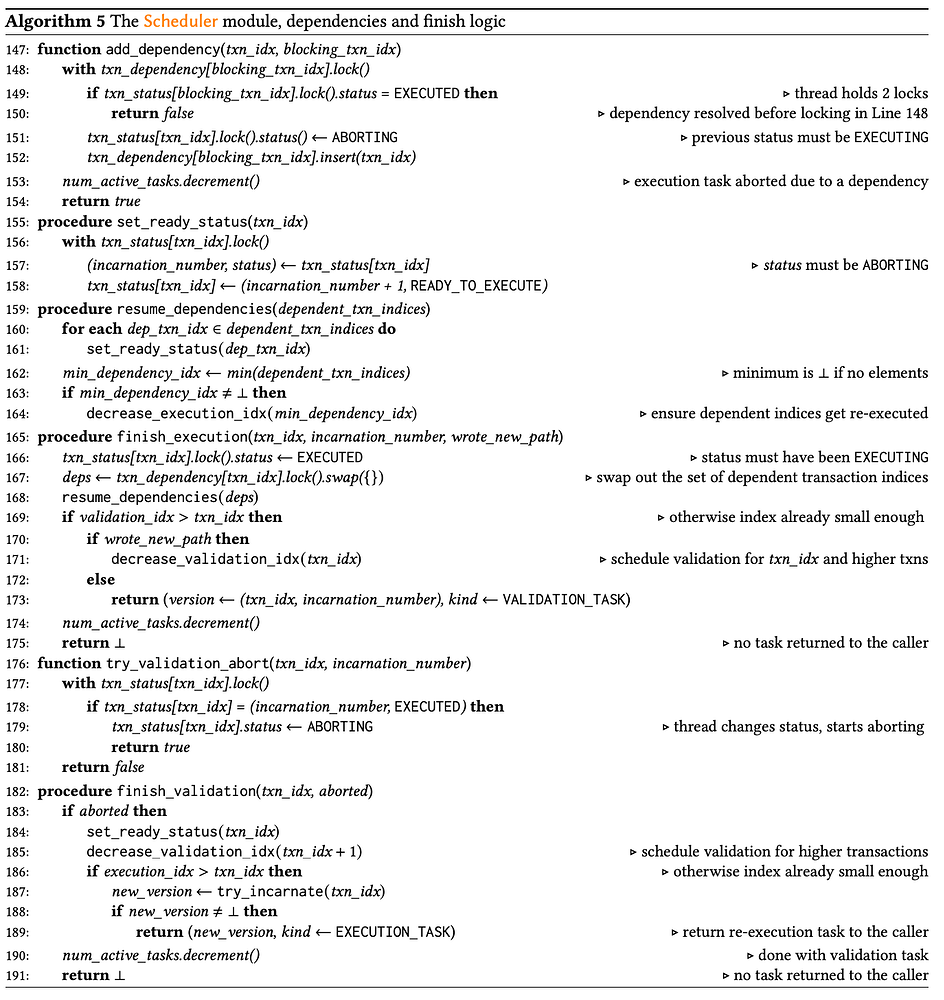 Algorithm 5 The Scheduler module, dependencies and finish logic
147: function add_dependency(txn_idx, blocking_txn_idx)
148: with txn_dependency[blocking_txn_idx].lock()
149: if txn_status[blocking_txn_idx].lock().status = EXECUTED then ▹ thread holds 2 locks
150: return false ▹ dependency resolved before locking in Line 148
151: txn_status[txn_idx].lock().status() ← ABORTING ▹ previous status must be EXECUTING
152: txn_dependency[blocking_txn_idx].insert(txn_idx)
153: num_active_tasks.decrement() ▹ execution task aborted due to a dependency
154: return true
155: procedure set_ready_status(txn_idx)
156: with txn_status[txn_idx].lock()
157: (incarnation_number, status) ← txn_status[txn_idx] ▹ status must be ABORTING
158: txn_status[txn_idx] ← (incarnation_number + 1, READY_TO_EXECUTE)
159: procedure resume_dependencies(dependent_txn_indices)
160: for each dep_txn_idx ∈ dependent_txn_indices do
161: set_ready_status(dep_txn_idx)
162: min_dependency_idx ← min(dependent_txn_indices) ▹ minimum is ⊥ if no elements
163: if min_dependency_idx ≠ ⊥ then
164: decrease_execution_idx(min_dependency_idx) ▹ ensure dependent indices get re-executed
165: procedure finish_execution(txn_idx, incarnation_number, wrote_new_path)
166: txn_status[txn_idx].lock().status ← EXECUTED ▹ status must have been EXECUTING
167: deps ← txn_dependency[txn_idx].lock().swap({}) ▹ swap out the set of dependent transaction indices
168: resume_dependencies(deps)
169: if validation_idx > txn_idx then ▹ otherwise index already small enough
170: if wrote_new_path then
171: decrease_validation_idx(txn_idx) ▹ schedule validation for txn_idx and higher txns
172: else
173: return (version ← (txn_idx, incarnation_number), kind ← VALIDATION_TASK)
174: num_active_tasks.decrement()
175: return ⊥ ▹ no task returned to the caller
176: function try_validation_abort(txn_idx, incarnation_number)
177: with txn_status[txn_idx].lock()
178: if txn_status[txn_idx] = (incarnation_number, EXECUTED) then
179: txn_status[txn_idx].status ← ABORTING ▹ thread changes status, starts aborting
180: return true
181: return false
182: procedure finish_validation(txn_idx, aborted)
183: if aborted then
184: set_ready_status(txn_idx)
185: decrease_validation_idx(txn_idx + 1) ▹ schedule validation for higher transactions
186: if execution_idx > txn_idx then ▹ otherwise index already small enough
187: new_version ← try_incarnate(txn_idx)
188: if new_version ≠ ⊥ then
189: return (new_version, kind ← EXECUTION_TASK) ▹ return re-execution task to the caller
190: num_active_tasks.decrement() ▹ done with validation task
191: return ⊥ ▹ no task returned to the caller